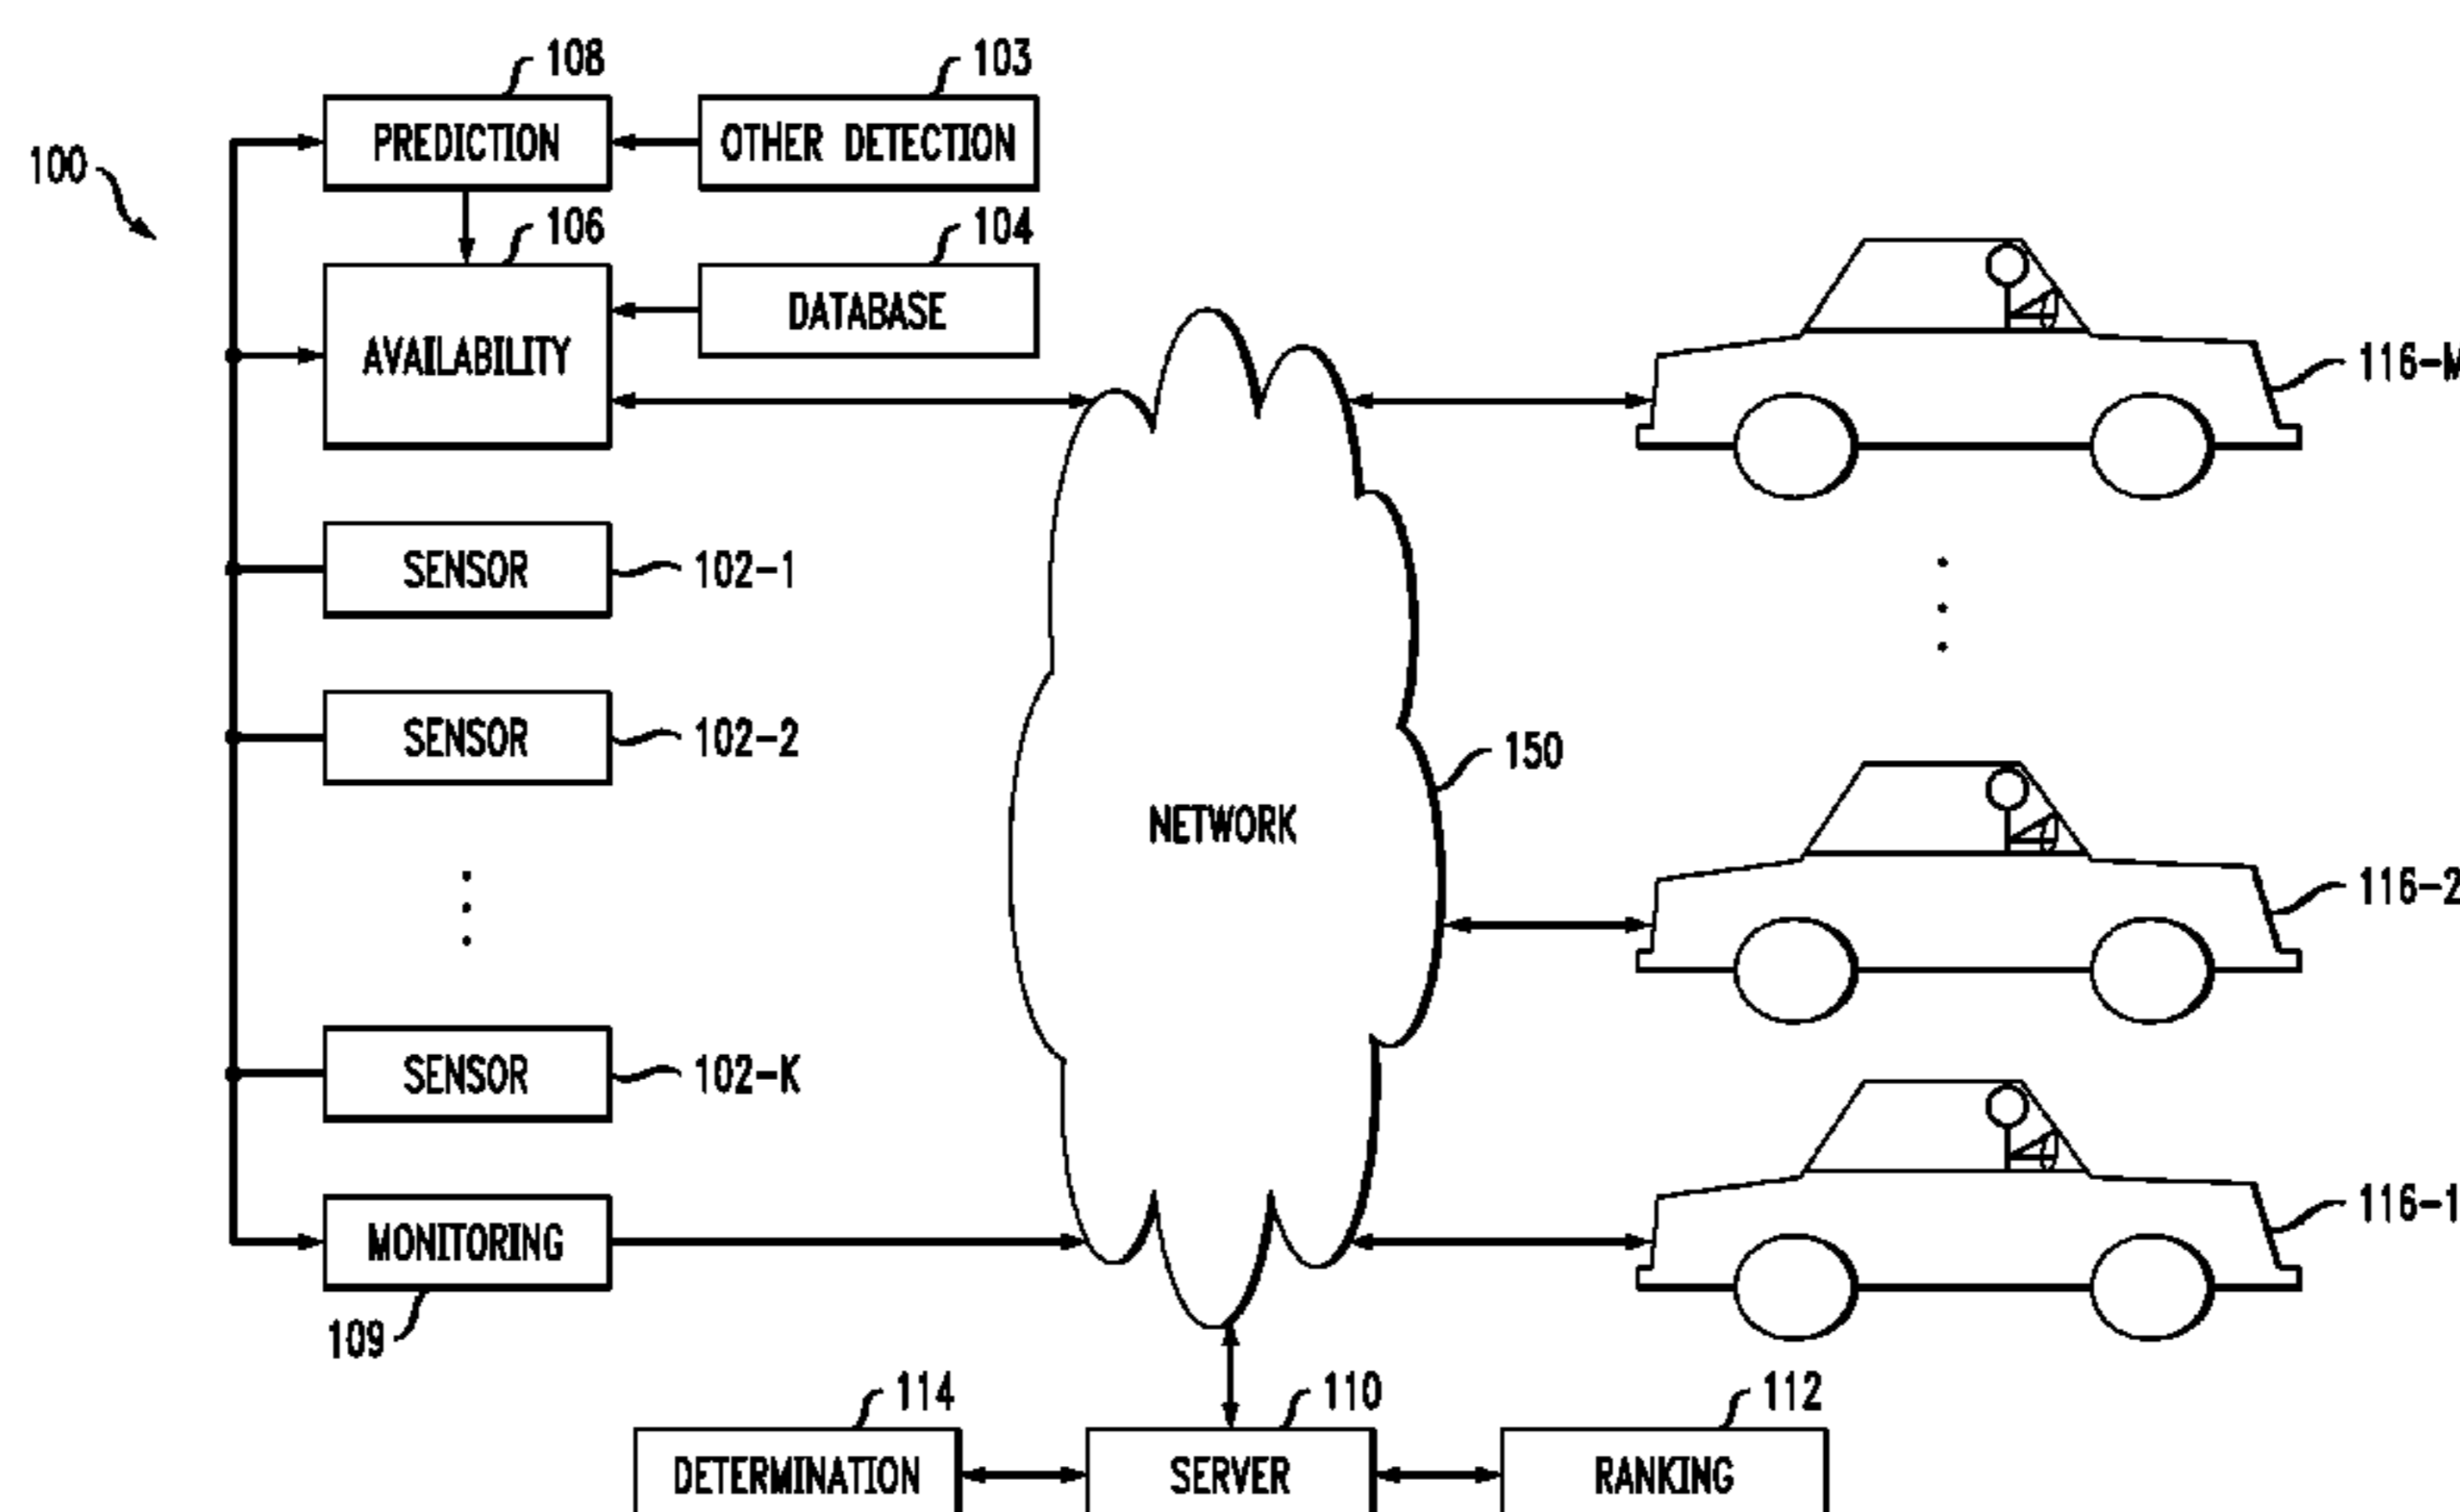 108
103
PREDICTION
OTHER DETECTION
100
106
104
DATABASE
AVAILABILITY
116-M
SENSOR
102-1
SENSOR
102-2
150
NETWORK
116-2
SENSOR
102-K
116-1
MONITORING
109
114
110
112
DETERMINATION
SERVER
RANKING